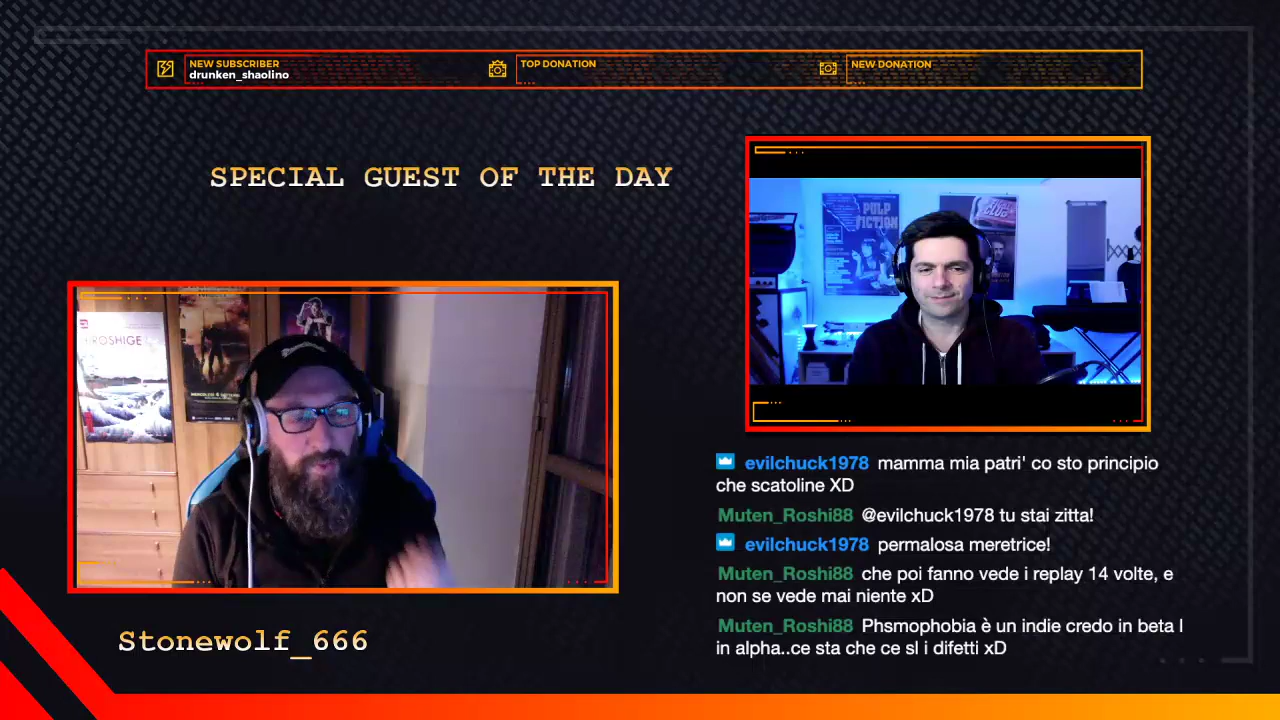 NEW SUBSCRIBER
drunken_shaolino
TOP DONATION
NEW DONATION
SPECIAL GUEST OF THE DAY
PULP
FICTION
CLUB
HIROSHIGE
Stonewolf_666
evilchuck1978 mamma mia patri' co sto principio
che scatoline XD
Muten_Roshi88 @evilchuck1978 tu stai zitta!
evilchuck1978 permalosa meretrice!
Muten_Roshi88 che poi fanno vede i replay 14 volte, e
non se vede mai niente xD
Muten_Roshi88 Phsmophobia è un indie credo in beta l
in alpha..ce sta che ce sl i difetti xD